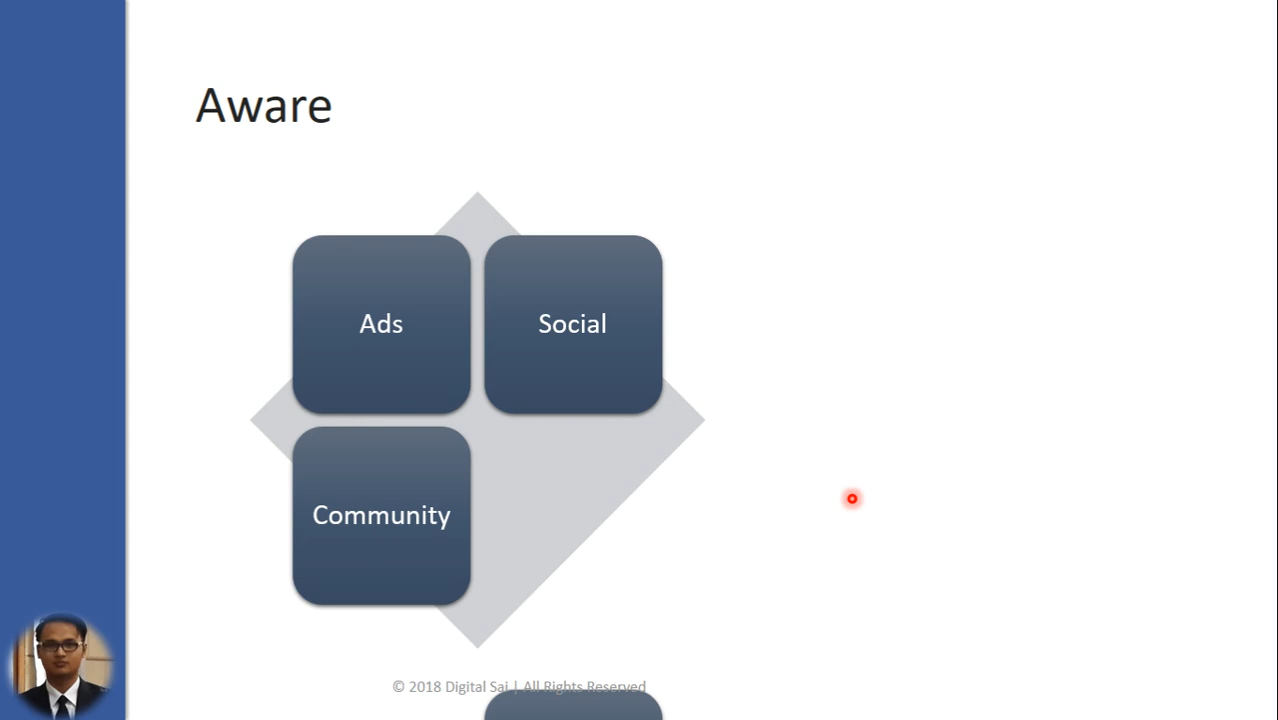 Aware
Ads
Social
Community
© 2018 Digital Sai | All Rights Reserved